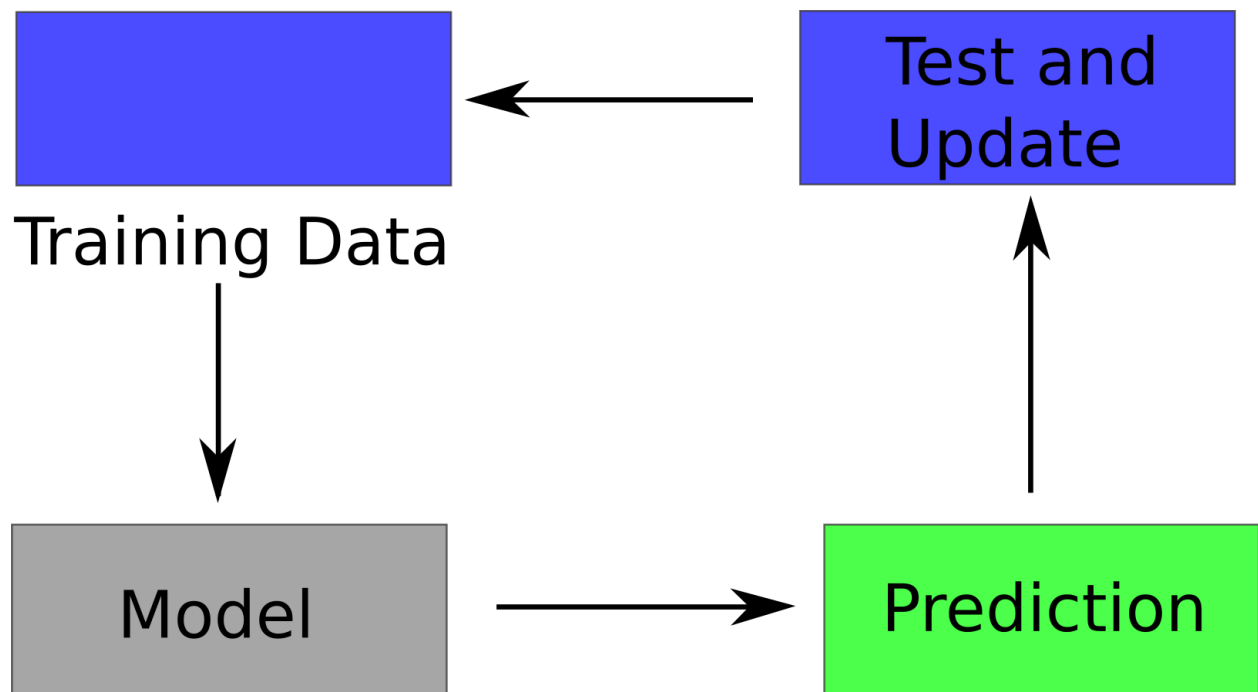 Test and
Update
Training Data
Model
Prediction